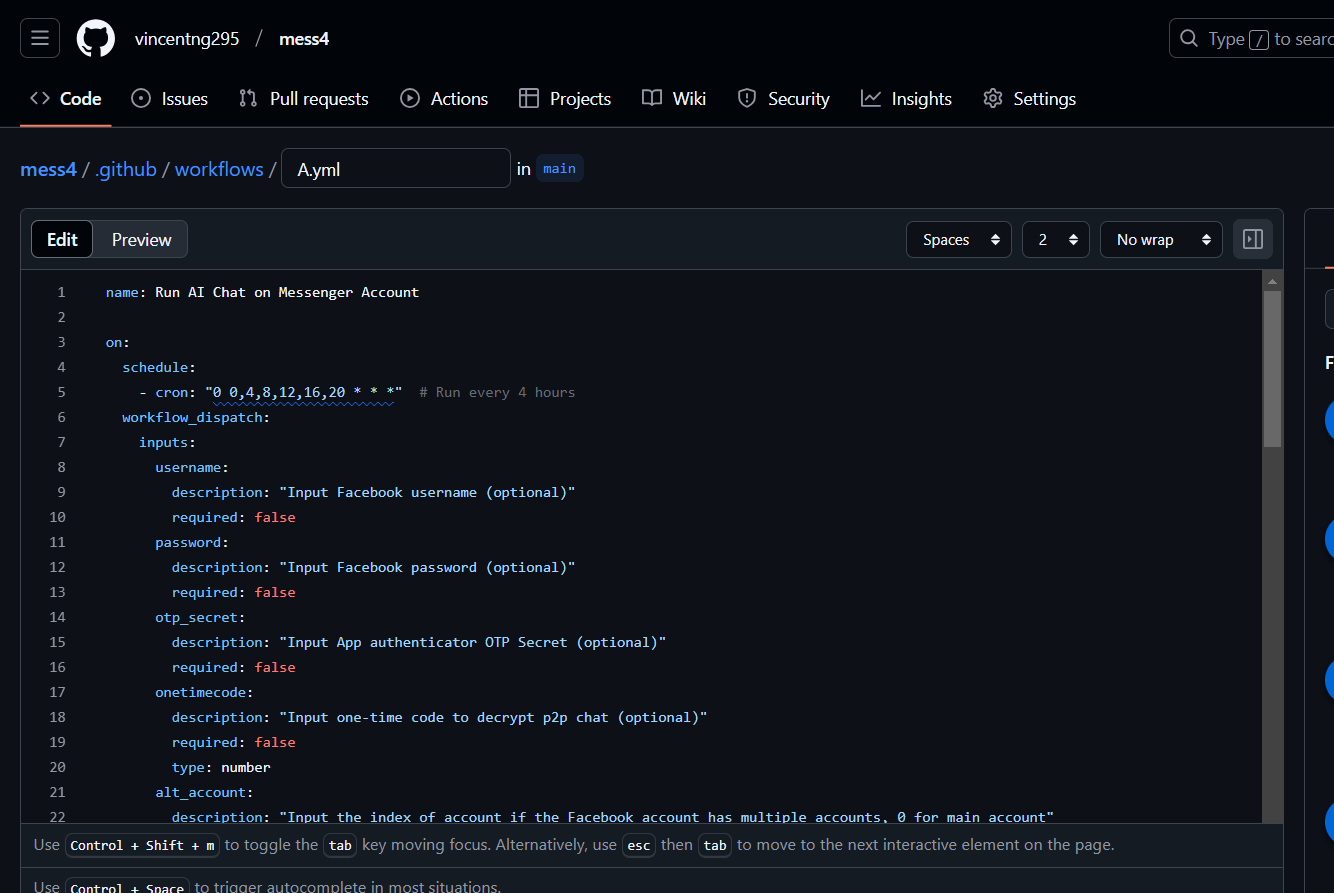 vincentng295 / mess4
Type / to searc
Code Issues Pull requests Actions Projects Wiki Security Insights Settings
mess4 / .github / workflows / A.yml in main
Edit Preview Spaces 2 No wrap
1 name: Run AI Chat on Messenger Account
2
3 on:
4 schedule:
5 - cron: "0 0,4,8,12,16,20 * * *" # Run every 4 hours
6 workflow_dispatch:
7 inputs:
8 username:
9 description: "Input Facebook username (optional)"
10 required: false
11 password:
12 description: "Input Facebook password (optional)"
13 required: false
14 otp_secret:
15 description: "Input App authenticator OTP Secret (optional)"
16 required: false
17 onetimecode:
18 description: "Input one-time code to decrypt p2p chat (optional)"
19 required: false
20 type: number
21 alt_account:
22 description: "Input the index of account if the Facebook account has multiple accounts, 0 for main account"
Use Control + Shift + m to toggle the tab key moving focus. Alternatively, use esc then tab to move to the next interactive element on the page.
Use Control + Space to trigger autocomplete in most situations.
F